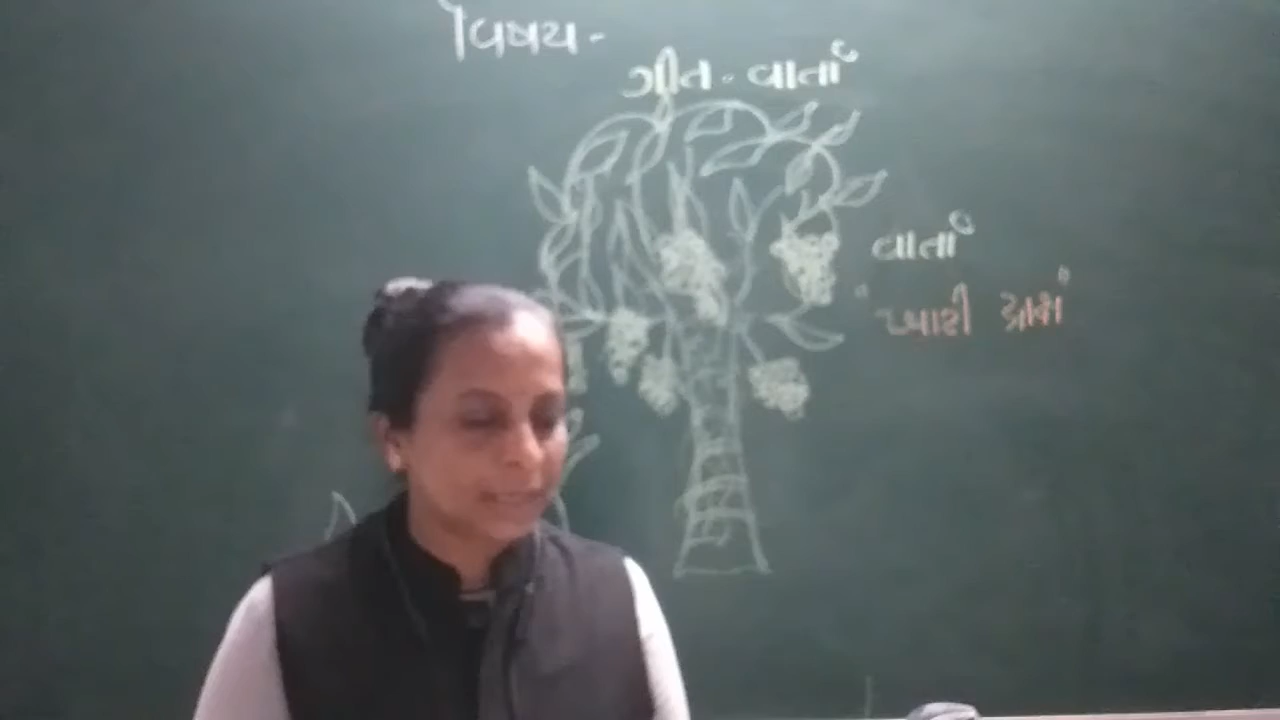 વિષય -
ગીત - વાર્તા
વાર્તા
ખાટી દ્રાક્ષ